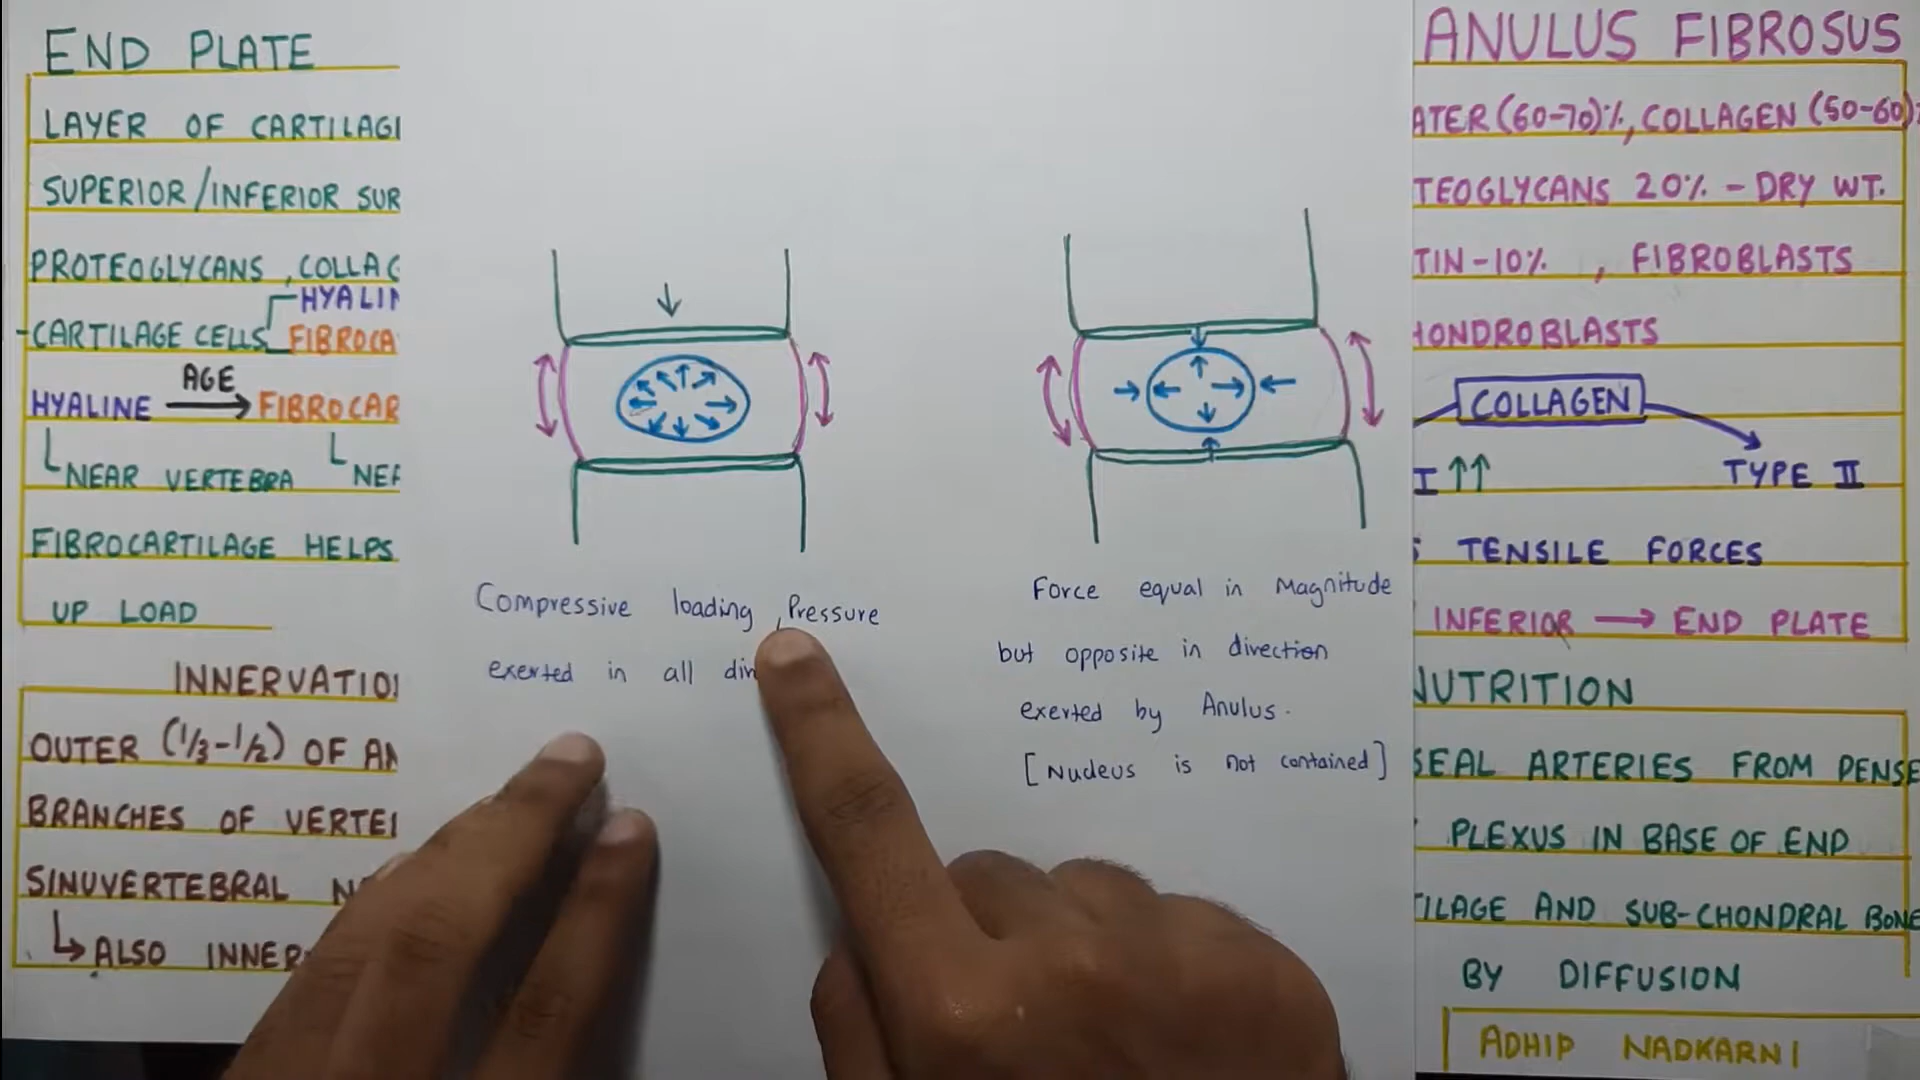 END PLATE
LAYER OF CARTILAGI
SUPERIOR/INFERIOR SUR
PROTEOGLYCANS, COLLAG
HYALIN
-CARTILAGE CELLS FIBROCA
AGE
HYALINE → FIBROCAR
NEAR VERTEBRA NEA
FIBROCARTILAGE HELPS
UP LOAD
INNERVATIO
OUTER (1/3-1/2) OF AN
BRANCHES OF VERTE
SINUVERTEBRAL N
ALSO INNER
Compressive loading, Pressure
exerted in all dir
Force equal in Magnitude
but opposite in direction
exerted by Anulus.
[Nucleus is not contained]
ANULUS FIBROSUS
ATER (60-70)%, COLLAGEN (50-60)%
TEOGLYCANS 20% - DRY WT.
TIN-10% , FIBROBLASTS
HONDROBLASTS
COLLAGEN
I ↑↑ TYPE II
S TENSILE FORCES
INFERIOR → END PLATE
NUTRITION
SEAL ARTERIES FROM DENSE
PLEXUS IN BASE OF END
TILAGE AND SUB-CHONDRAL BONE
BY DIFFUSION
ADHIP NADKARNI